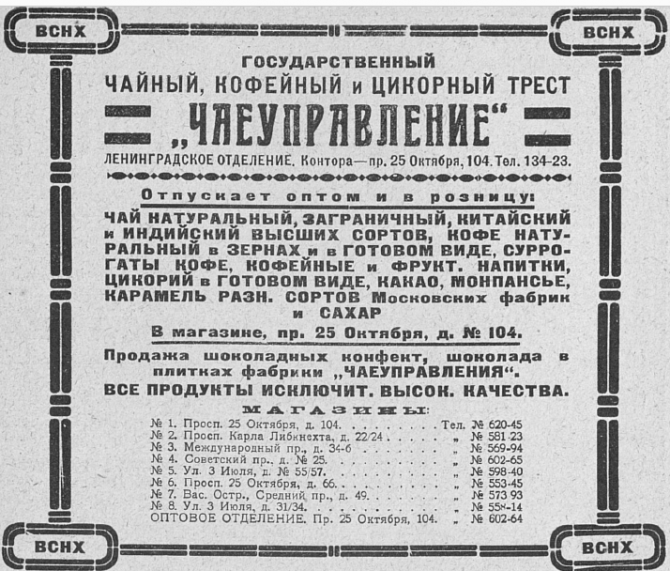 ВСНХ ВСНХ
ГОСУДАРСТВЕННЫЙ
ЧАЙНЫЙ, КОФЕЙНЫЙ и ЦИКОРНЫЙ ТРЕСТ
„ЧАЕУПРАВЛЕНИЕ“
ЛЕНИНГРАДСКОЕ ОТДЕЛЕНИЕ. Контора—пр. 25 Октября, 104. Тел. 134-23.
Отпускает оптом и в розницу:
ЧАЙ НАТУРАЛЬНЫЙ, ЗАГРАНИЧНЫЙ, КИТАЙСКИЙ
и ИНДИЙСКИЙ ВЫСШИХ СОРТОВ, КОФЕ НАТУ-
РАЛЬНЫЙ в ЗЕРНАХ и в ГОТОВОМ ВИДЕ, СУРРО-
ГАТЫ КОФЕ, КОФЕЙНЫЕ и ФРУКТ. НАПИТКИ,
ЦИКОРИЙ в ГОТОВОМ ВИДЕ, КАКАО, МОНПАНСЬЕ,
КАРАМЕЛЬ РАЗН. СОРТОВ Московских фабрик
и САХАР
В магазине, пр. 25 Октября, д. № 104.
Продажа шоколадных конфект, шоколада в
плитках фабрики „ЧАЕУПРАВЛЕНИЯ“.
ВСЕ ПРОДУКТЫ ИСКЛЮЧИТ. ВЫСОК. КАЧЕСТВА.
МАГАЗИНЫ:
№ 1. Просп. 25 Октября, д. 104. . . . . . . . . Тел. № 620-45
№ 2. Просп. Карла Либкнехта, д. 22/24 . . . . . . „ № 581 23
№ 3. Международный пр., д. 34-б . . . . . . . . „ № 569-94
№ 4. Советский пр., д. № 25. . . . . . . . . . „ № 602-65
№ 5. Ул. 3 Июля, д. № 55/57. . . . . . . . . . „ № 598-40
№ 6. Просп. 25 Октября, д. 66. . . . . . . . . „ № 553-45
№ 7. Вас. Остр., Средний пр., д. 49. . . . . . . „ № 573 93
№ 8. Ул. 3 Июля, д. 31/34. . . . . . . . . . . „ № 558-14
ОПТОВОЕ ОТДЕЛЕНИЕ. Пр. 25 Октября, 104. „ № 602-64
ВСНХ ВСНХ